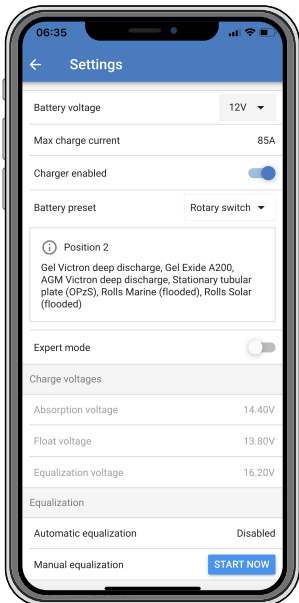 06:35
Settings
Battery voltage 12V
Max charge current 85A
Charger enabled
Battery preset Rotary switch
Position 2
Gel Victron deep discharge, Gel Exide A200,
AGM Victron deep discharge, Stationary tubular
plate (OPzS), Rolls Marine (flooded), Rolls Solar
(flooded)
Expert mode
Charge voltages
Absorption voltage 14.40V
Float voltage 13.80V
Equalization voltage 16.20V
Equalization
Automatic equalization Disabled
Manual equalization START NOW